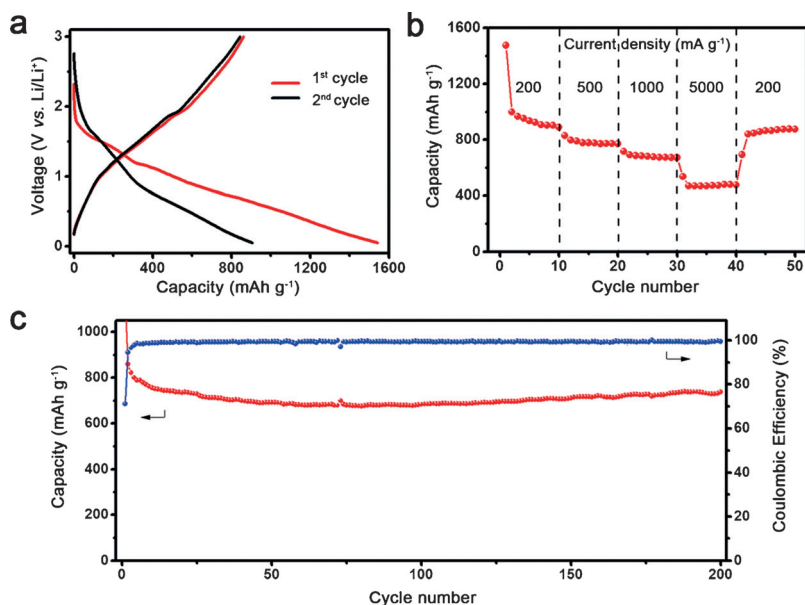 a
3
2
1
0
Voltage (V vs. Li/Li⁺)
1st cycle
2nd cycle
0 400 800 1200 1600
Capacity (mAh g⁻¹)
b
1600
1200
800
400
0
Capacity (mAh g⁻¹)
Current density (mA g⁻¹)
200 500 1000 5000 200
0 10 20 30 40 50
Cycle number
c
1000
800
600
400
200
0
Capacity (mAh g⁻¹)
100
80
60
40
20
0
Coulombic Efficiency (%)
0 50 100 150 200
Cycle number